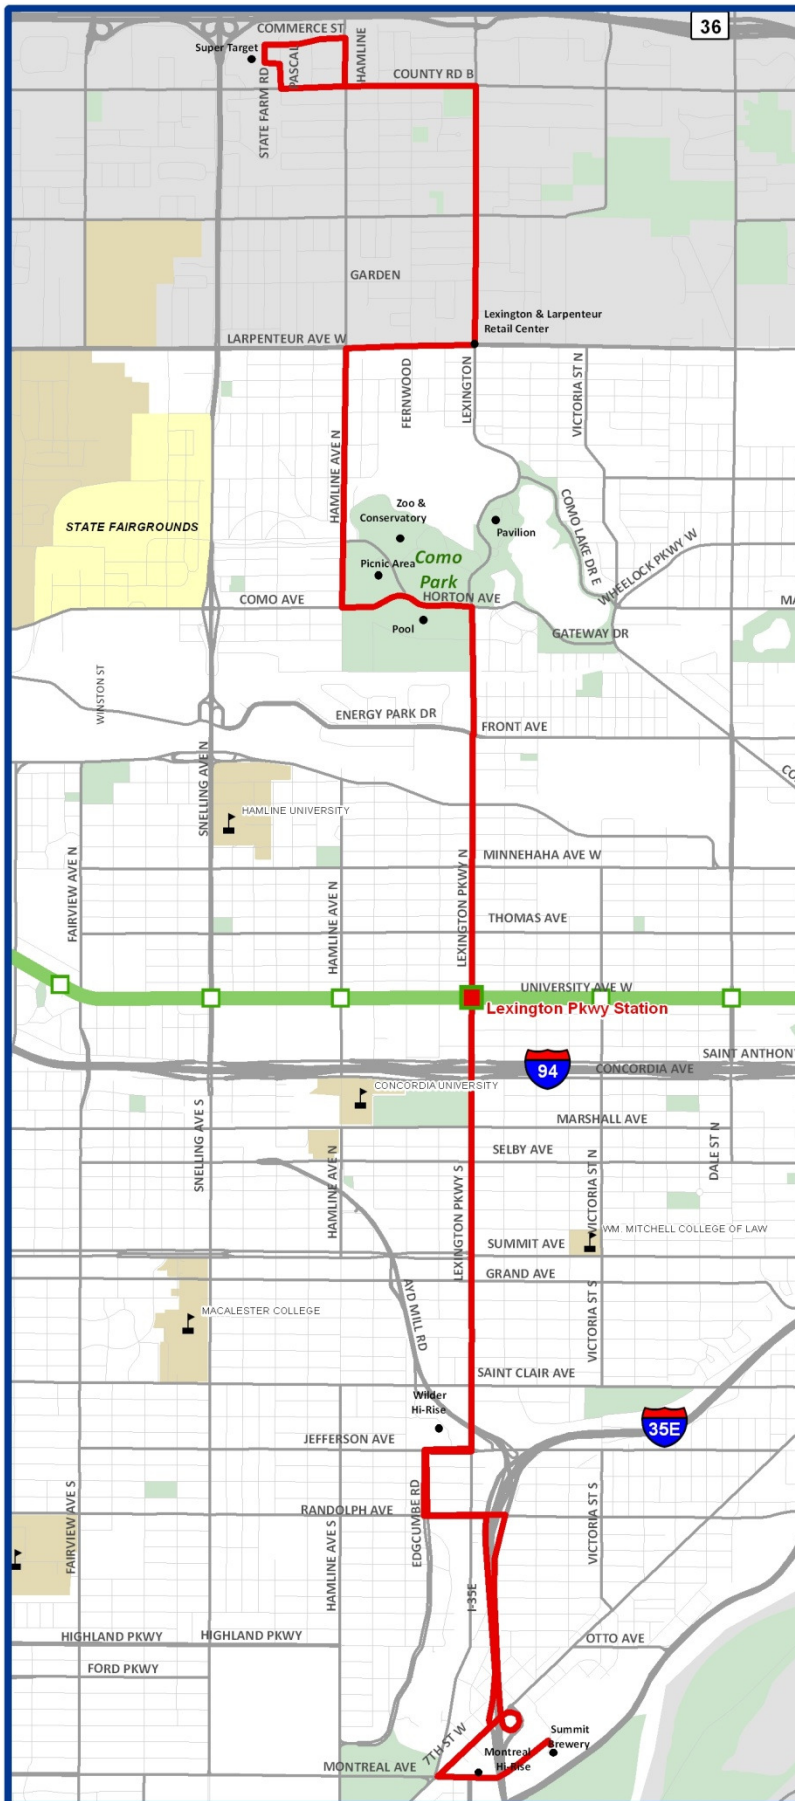 36
COMMERCE ST
Super Target
PASCAL
HAMLINE
STATE FARM RD
COUNTY RD B
GARDEN
Lexington & Larpenteur
Retail Center
LARPENTEUR AVE W
FERNWOOD
LEXINGTON
VICTORIA ST N
HAMLINE AVE N
Zoo &
Conservatory
Pavilion
COMO LAKE DR E
STATE FAIRGROUNDS
Como
Park
Picnic Area
WHEELOCK PKWY W
COMO AVE
HORTON AVE
MA
Pool
GATEWAY DR
WINSTON ST
ENERGY PARK DR
FRONT AVE
SNELLING AVE N
CO
HAMLINE UNIVERSITY
FAIRVIEW AVE N
MINNEHAHA AVE W
LEXINGTON PKWY N
HAMLINE AVE N
THOMAS AVE
UNIVERSITY AVE W
Lexington Pkwy Station
SAINT ANTHONY
94
CONCORDIA AVE
CONCORDIA UNIVERSITY
MARSHALL AVE
SELBY AVE
SNELLING AVE S
HAMLINE AVE N
LEXINGTON PKWY S
VICTORIA ST N
DALE ST N
WM. MITCHELL COLLEGE OF LAW
SUMMIT AVE
GRAND AVE
AYD MILL RD
MACALESTER COLLEGE
VICTORIA ST S
SAINT CLAIR AVE
Wilder
Hi-Rise
35E
JEFFERSON AVE
FAIRVIEW AVE S
RANDOLPH AVE
HAMLINE AVE S
EDGCUMBE RD
VICTORIA ST S
I-35E
HIGHLAND PKWY
HIGHLAND PKWY
OTTO AVE
FORD PKWY
7TH ST W
Summit
Brewery
Montreal
Hi-Rise
MONTREAL AVE